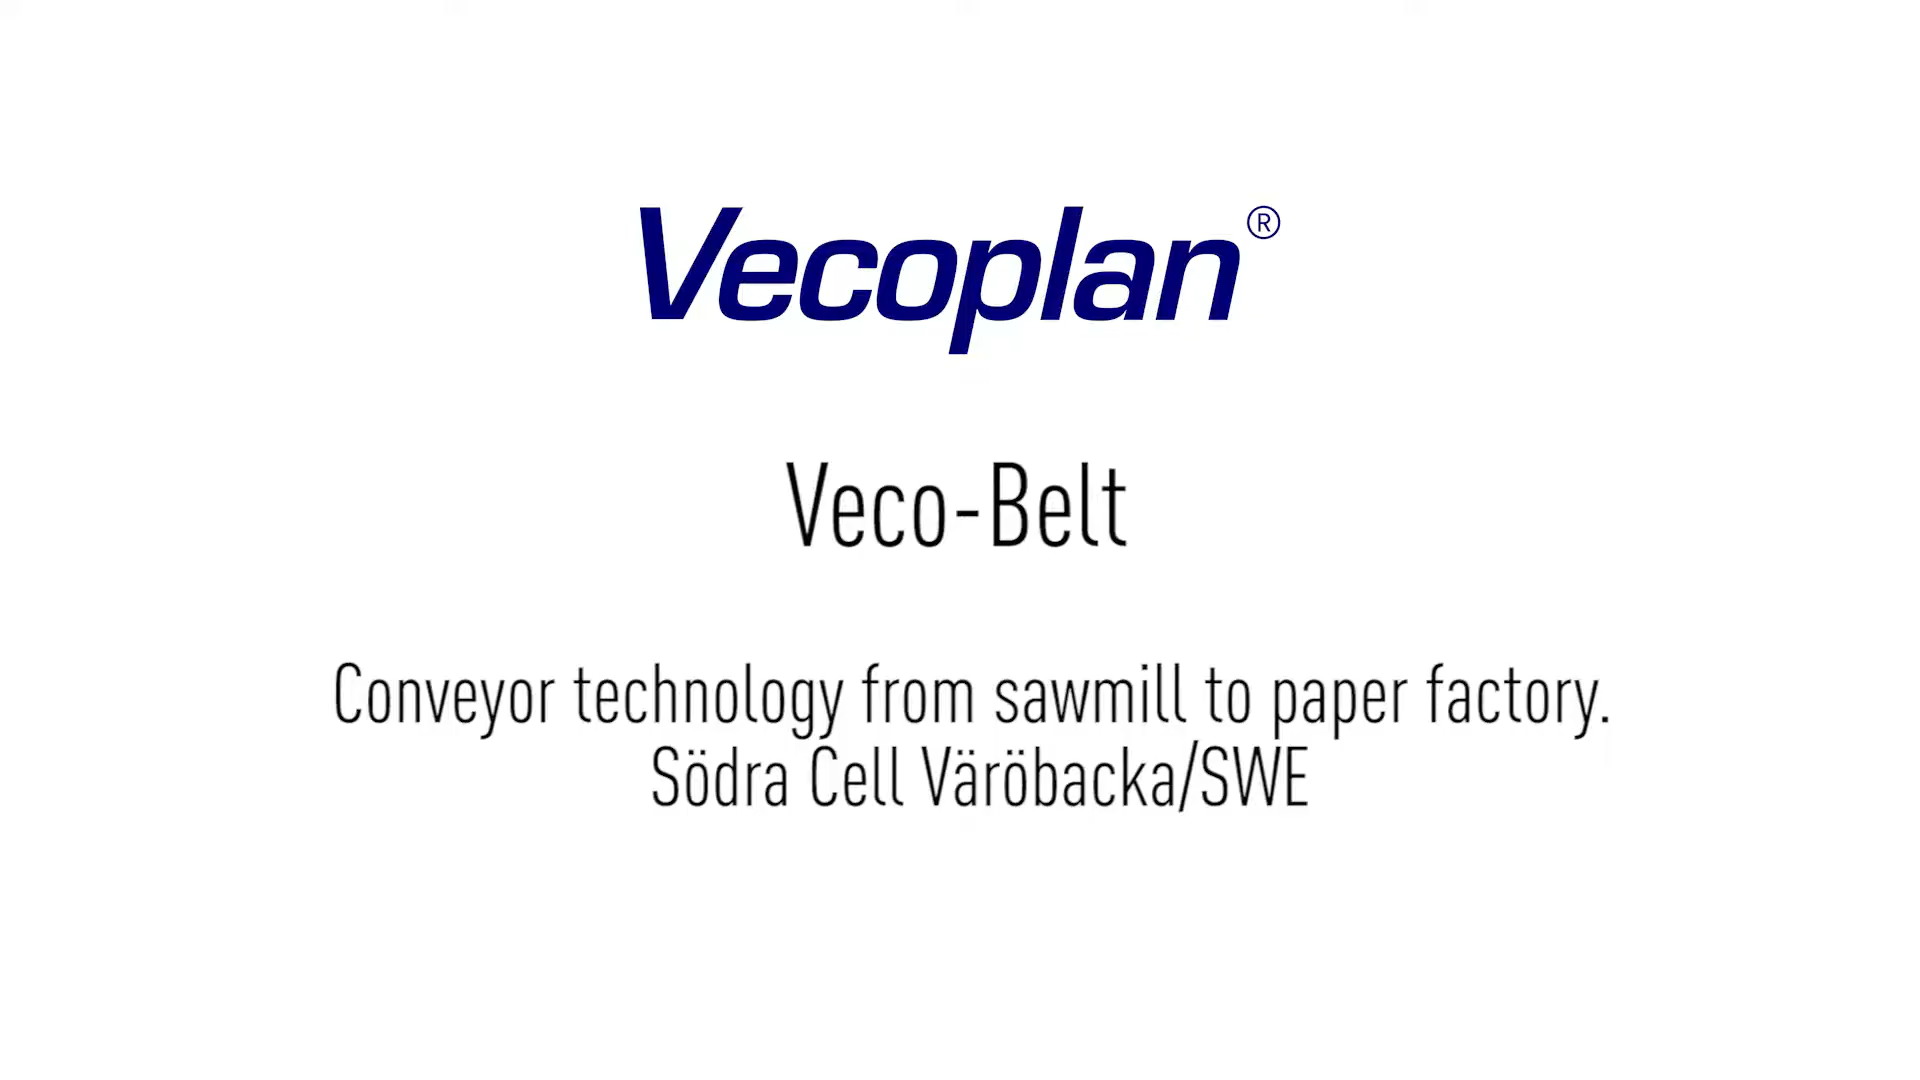 Vecoplan®
Veco-Belt
Conveyor technology from sawmill to paper factory.
Södra Cell Väröbacka/SWE